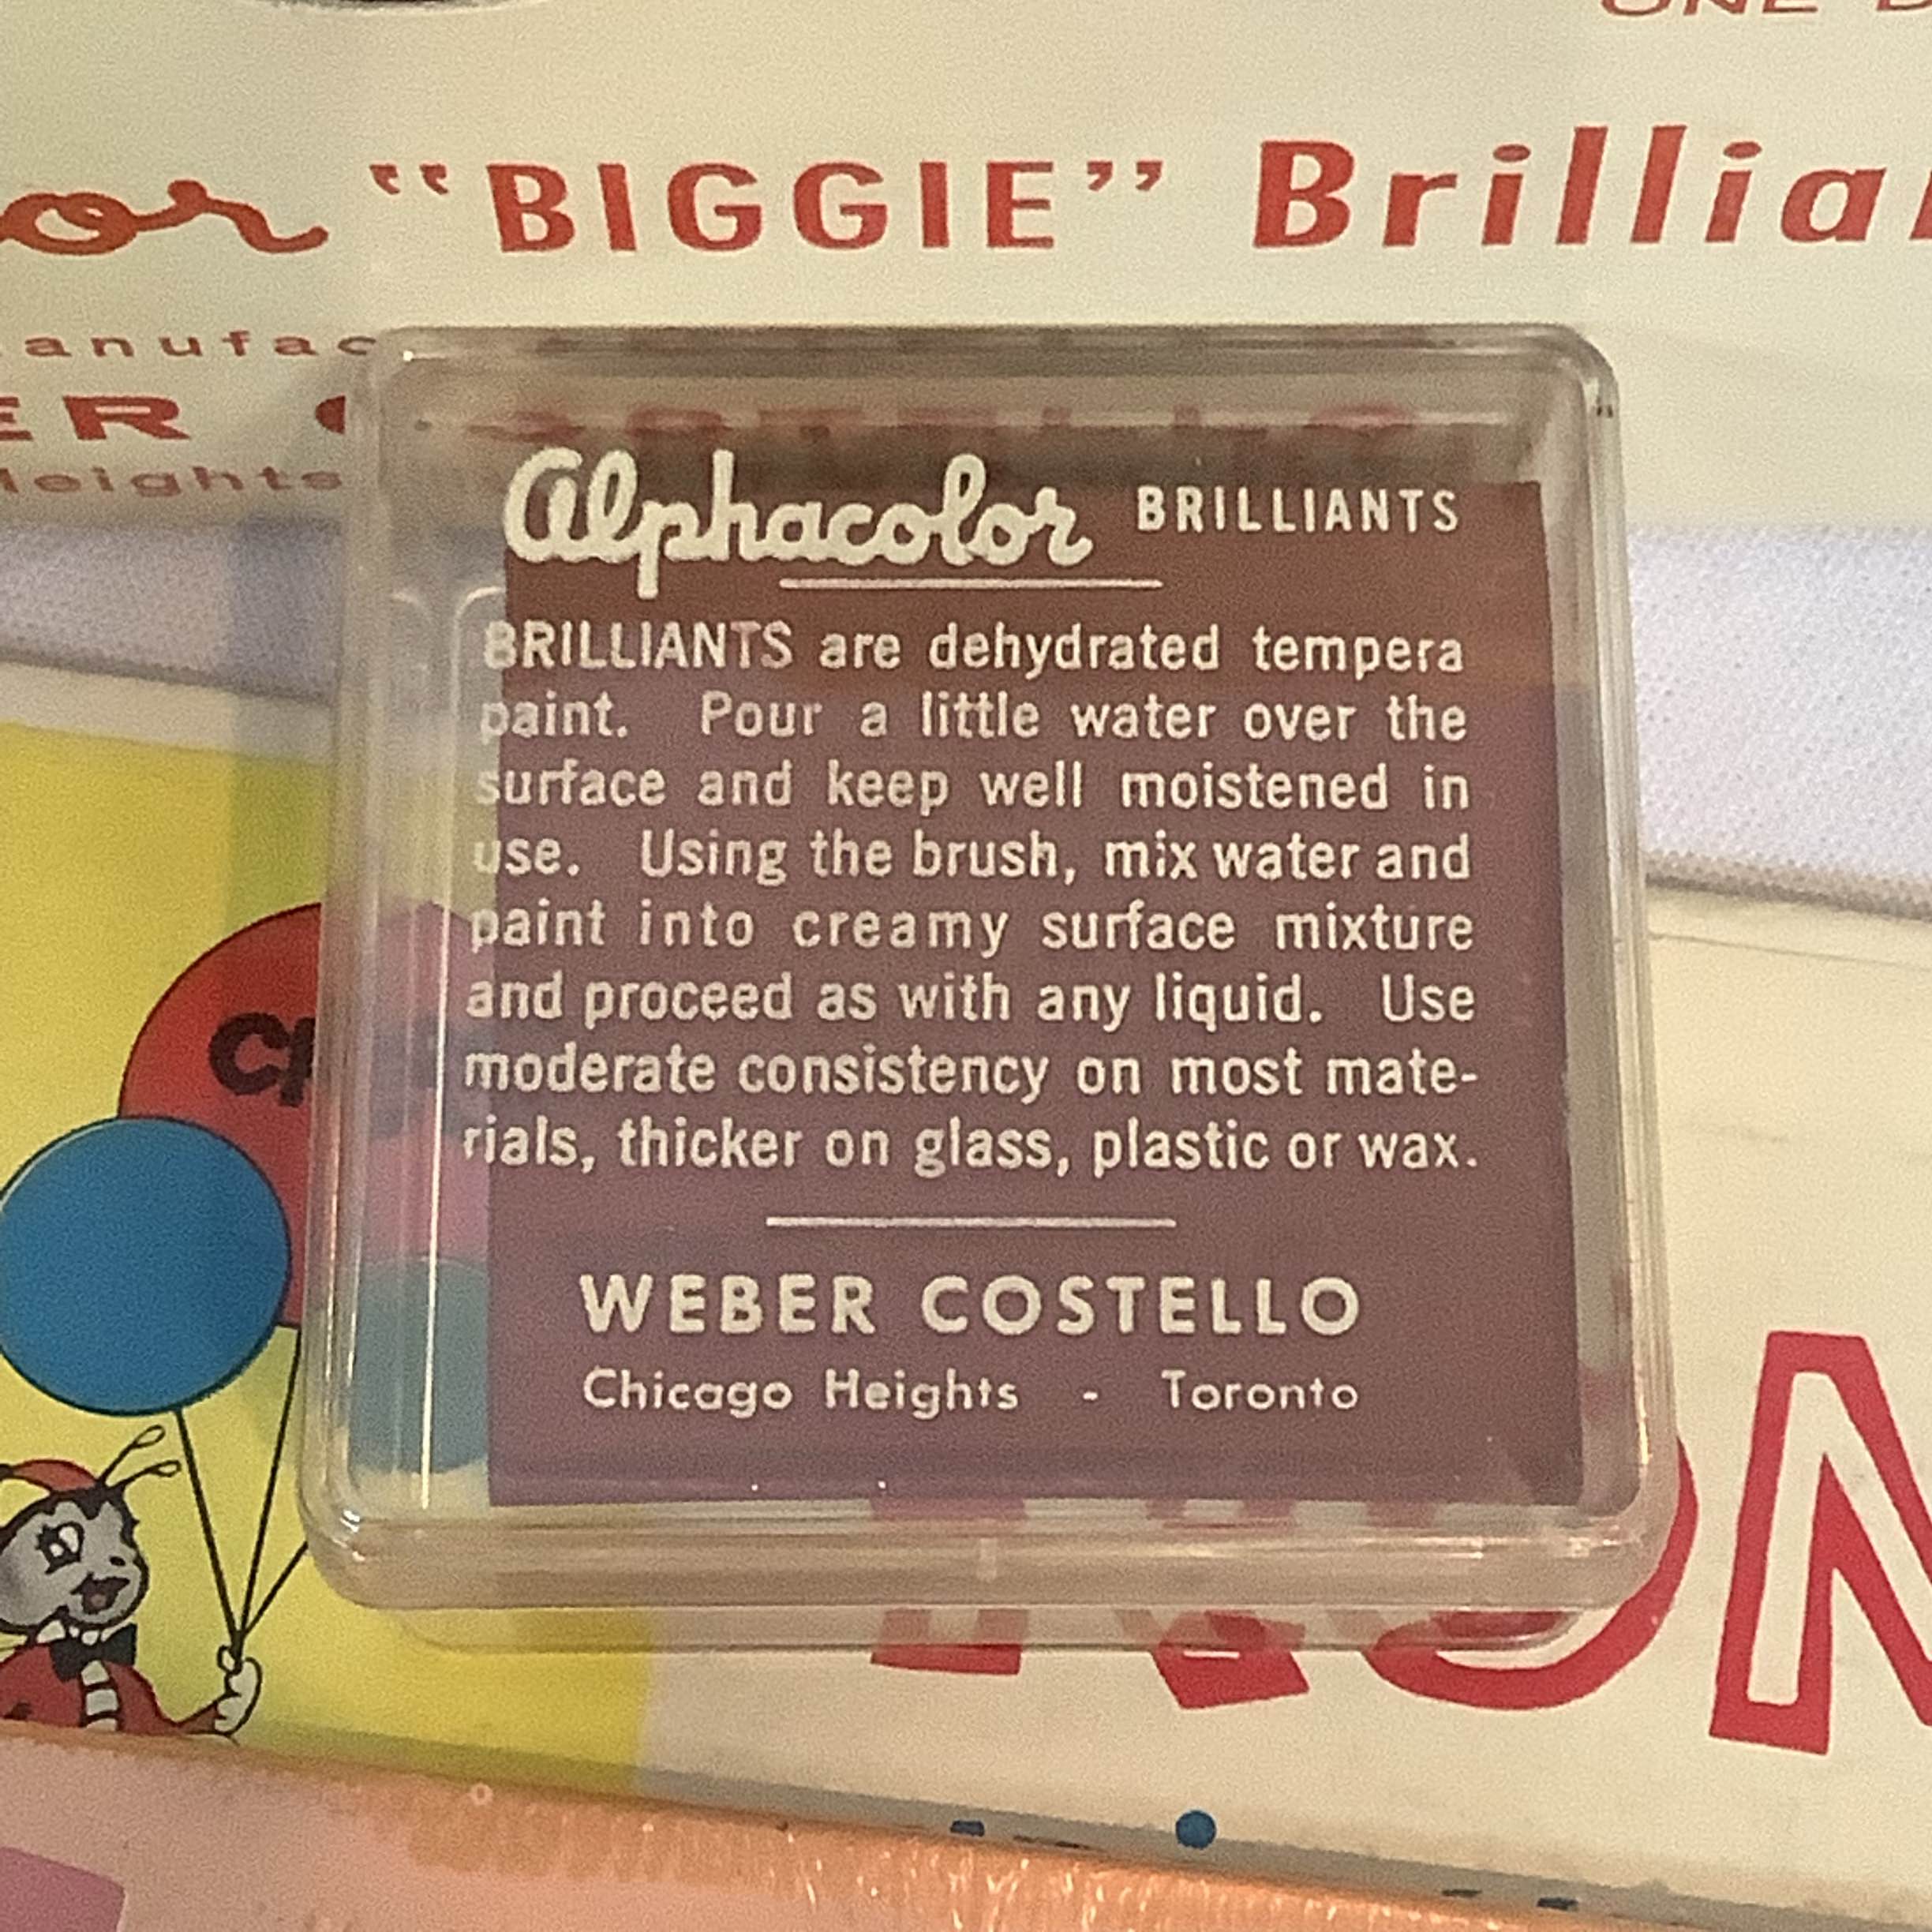 "BIGGIE"
Alphacolor BRILLIANTS
BRILLIANTS are dehydrated tempera
paint. Pour a little water over the
surface and keep well moistened in
use. Using the brush, mix water and
paint into creamy surface mixture
and proceed as with any liquid. Use
moderate consistency on most mate-
rials, thicker on glass, plastic or wax.
WEBER COSTELLO
Chicago Heights - Toronto